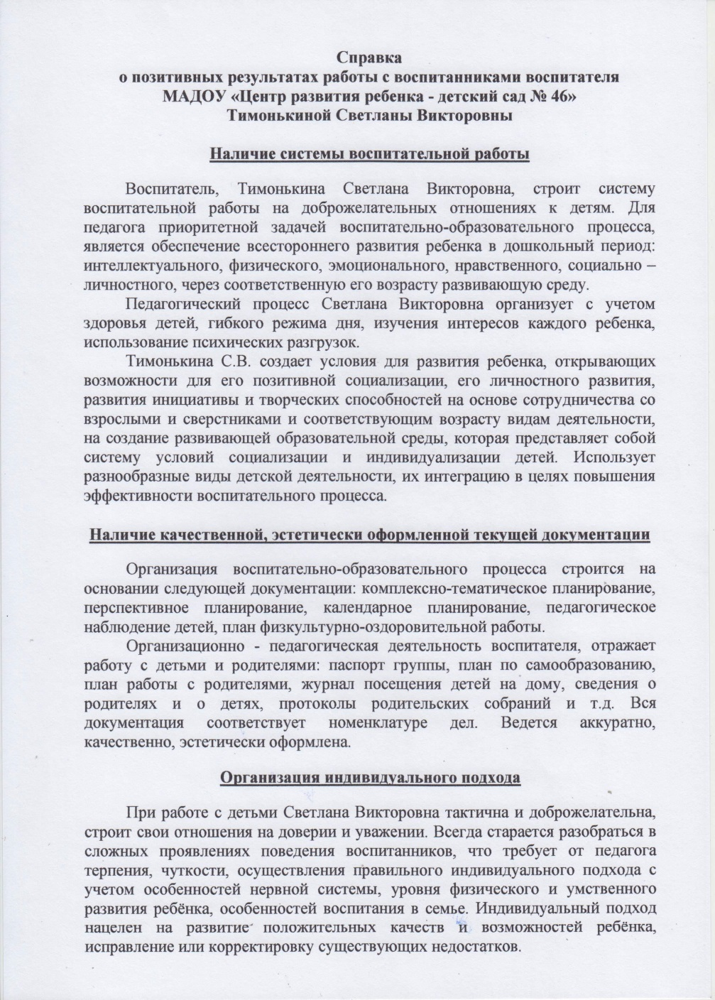 Справка
о позитивных результатах работы с воспитанниками воспитателя
МАДОУ «Центр развития ребенка - детский сад № 46»
Тимонькиной Светланы Викторовны
Наличие системы воспитательной работы
Воспитатель, Тимонькина Светлана Викторовна, строит систему
воспитательной работы на доброжелательных отношениях к детям. Для
педагога приоритетной задачей воспитательно-образовательного процесса,
является обеспечение всестороннего развития ребенка в дошкольный период:
интеллектуального, физического, эмоционального, нравственного, социально –
личностного, через соответственную его возрасту развивающую среду.
Педагогический процесс Светлана Викторовна организует с учетом
здоровья детей, гибкого режима дня, изучения интересов каждого ребенка,
использование психических разгрузок.
Тимонькина С.В. создает условия для развития ребенка, открывающих
возможности для его позитивной социализации, его личностного развития,
развития инициативы и творческих способностей на основе сотрудничества со
взрослыми и сверстниками и соответствующим возрасту видам деятельности,
на создание развивающей образовательной среды, которая представляет собой
систему условий социализации и индивидуализации детей. Использует
разнообразные виды детской деятельности, их интеграцию в целях повышения
эффективности воспитательного процесса.
Наличие качественной, эстетически оформленной текущей документации
Организация воспитательно-образовательного процесса строится на
основании следующей документации: комплексно-тематическое планирование,
перспективное планирование, календарное планирование, педагогическое
наблюдение детей, план физкультурно-оздоровительной работы.
Организационно - педагогическая деятельность воспитателя, отражает
работу с детьми и родителями: паспорт группы, план по самообразованию,
план работы с родителями, журнал посещения детей на дому, сведения о
родителях и о детях, протоколы родительских собраний и т.д. Вся
документация соответствует номенклатуре дел. Ведется аккуратно,
качественно, эстетически оформлена.
Организация индивидуального подхода
При работе с детьми Светлана Викторовна тактична и доброжелательна,
строит свои отношения на доверии и уважении. Всегда старается разобраться в
сложных проявлениях поведения воспитанников, что требует от педагога
терпения, чуткости, осуществления правильного индивидуального подхода с
учетом особенностей нервной системы, уровня физического и умственного
развития ребёнка, особенностей воспитания в семье. Индивидуальный подход
нацелен на развитие положительных качеств и возможностей ребёнка,
исправление или корректировку существующих недостатков.